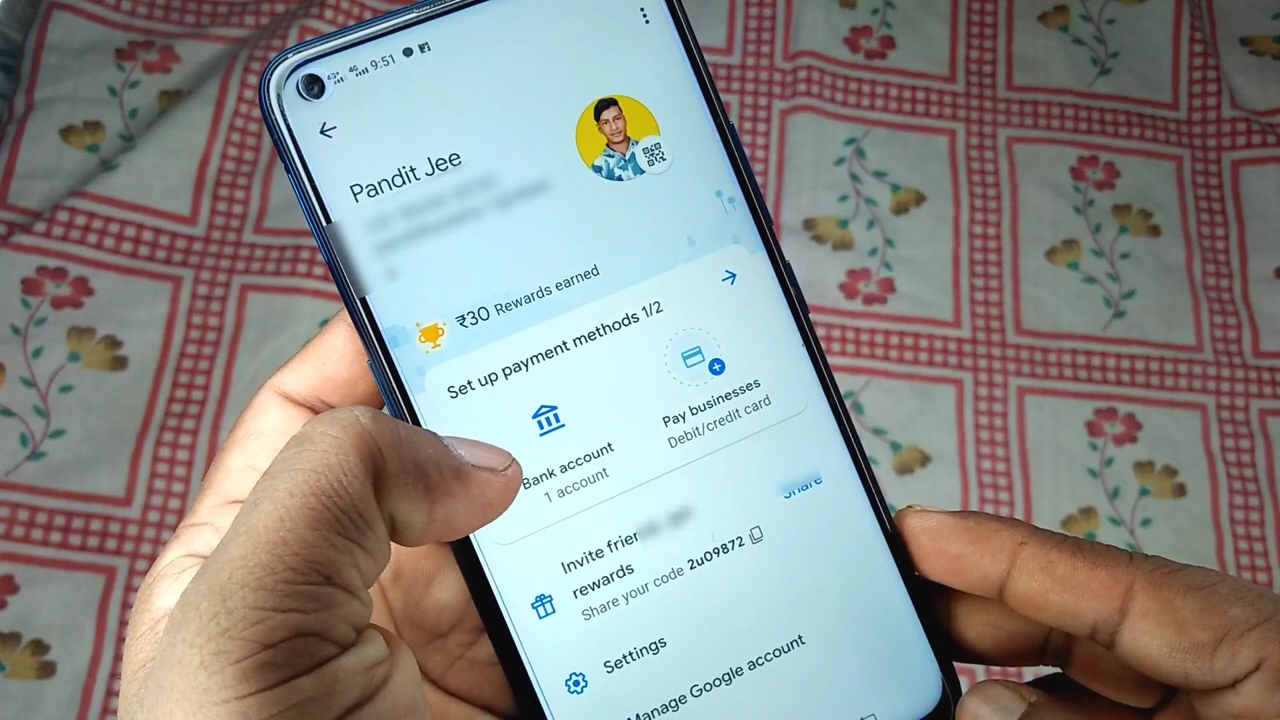 9:51
Pandit Jee
₹30 Rewards earned
Set up payment methods 1/2
Bank account
1 account
Pay businesses
Debit/credit card
Share
Invite
rewards
Share your code 2u09872
Settings
Manage Google account